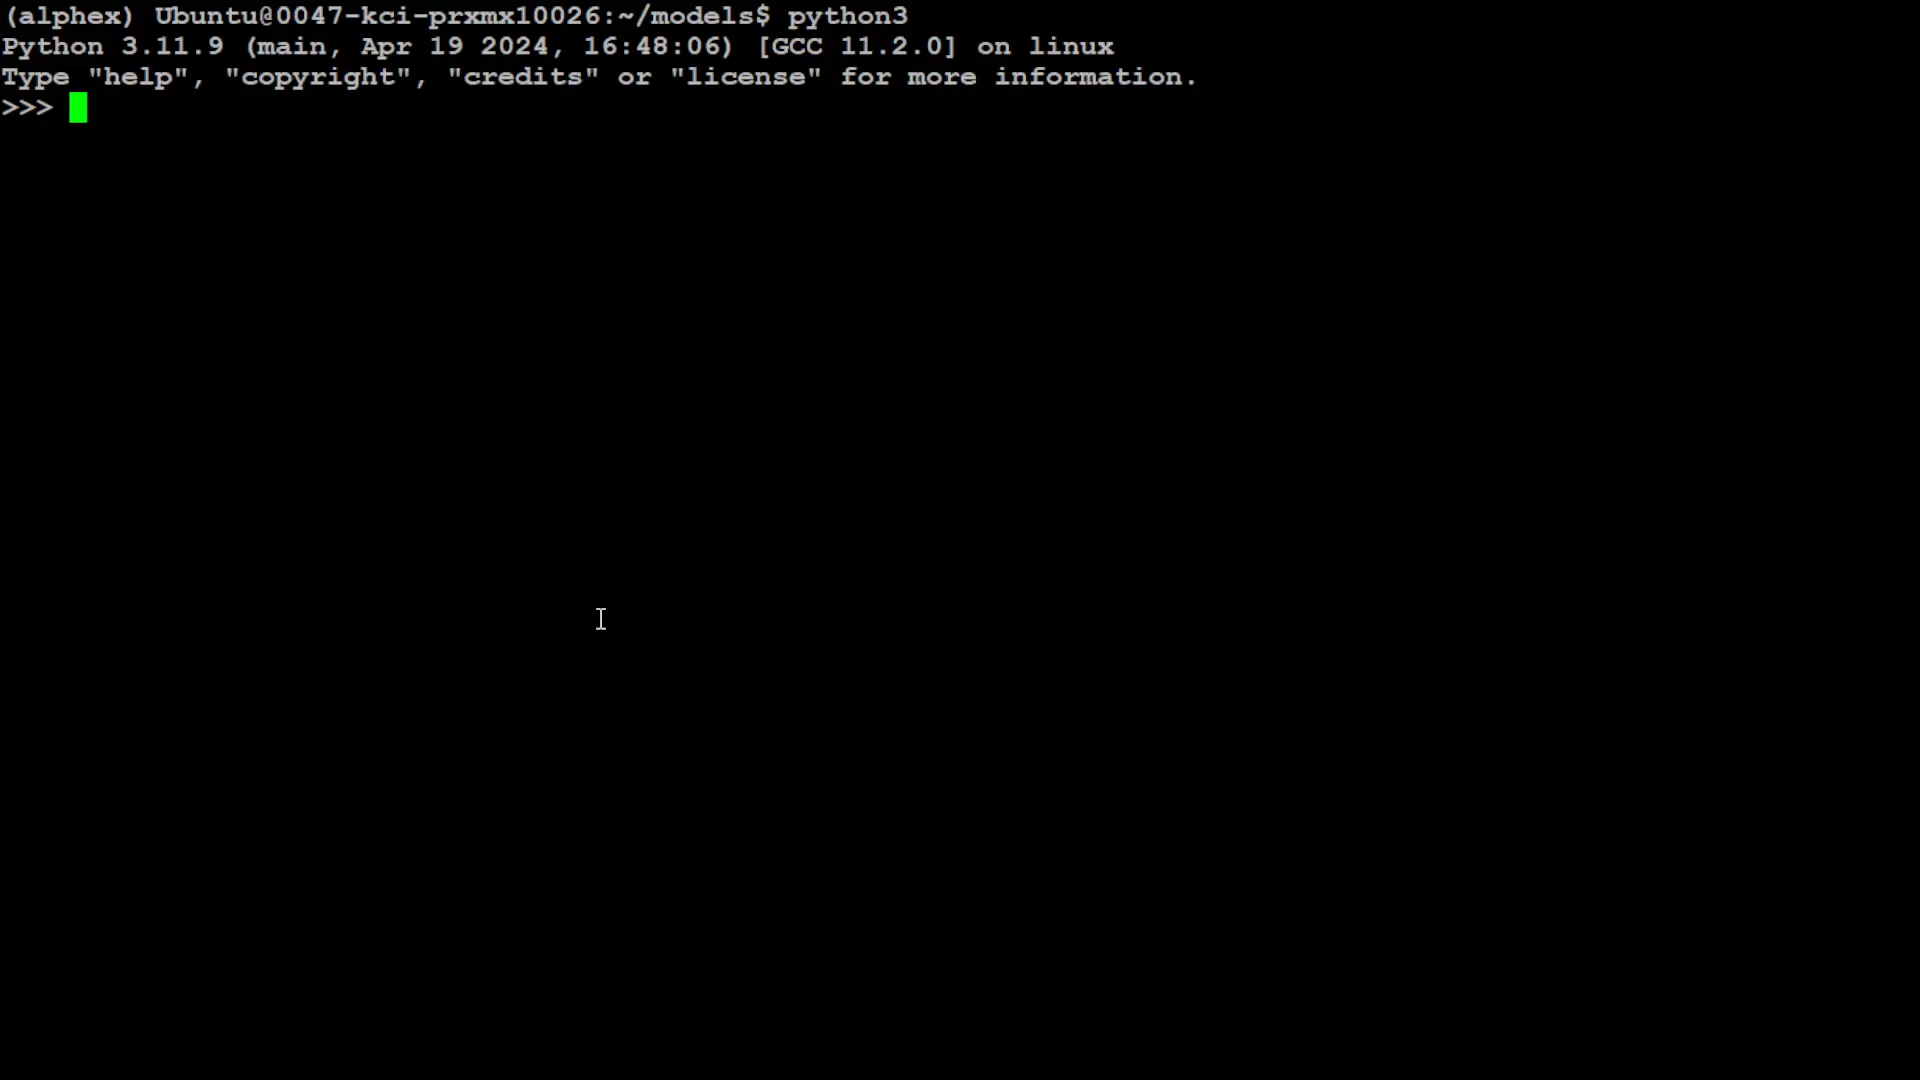 (alphex) Ubuntu@0047-kci-prxmx10026:~/models$ python3
Python 3.11.9 (main, Apr 19 2024, 16:48:06) [GCC 11.2.0] on linux
Type "help", "copyright", "credits" or "license" for more information.
>>>